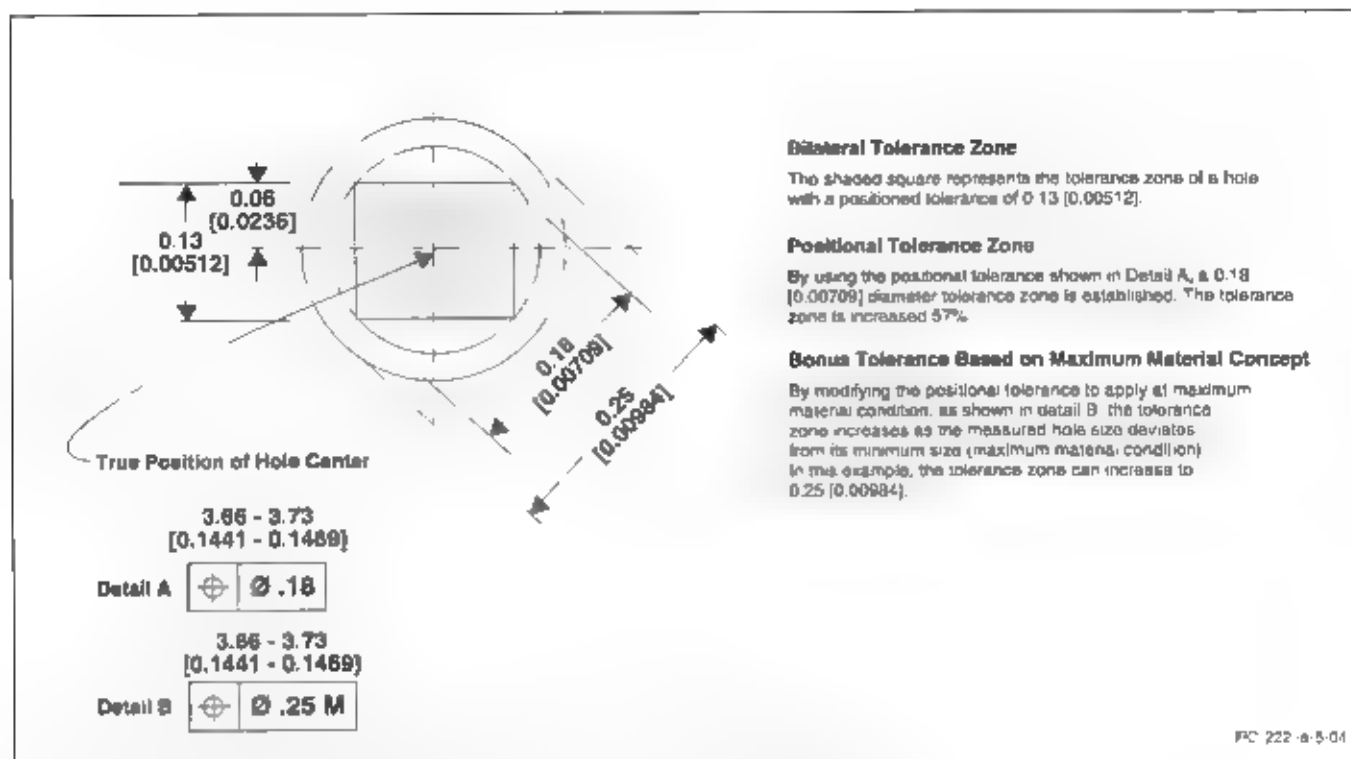 0.06
[0.0236]
0.13
[0.00512]
0.18
[0.00709]
0.25
[0.00984]
True Position of Hole Center
3.66 - 3.73
[0.1441 - 0.1469]
Detail A ⌖ Ø .18
3.66 - 3.73
[0.1441 - 0.1469]
Detail B ⌖ Ø .25 M
Bilateral Tolerance Zone
The shaded square represents the tolerance zone of a hole
with a positioned tolerance of 0.13 [0.00512].
Positional Tolerance Zone
By using the positional tolerance shown in Detail A, a 0.18
[0.00709] diameter tolerance zone is established. The tolerance
zone is increased 57%
Bonus Tolerance Based on Maximum Material Concept
By modifying the positional tolerance to apply at maximum
material condition, as shown in detail B the tolerance
zone increases as the measured hole size deviates
from its minimum size (maximum material condition)
In this example, the tolerance zone can increase to
0.25 [0.00984].
IPC 222-a-5-04